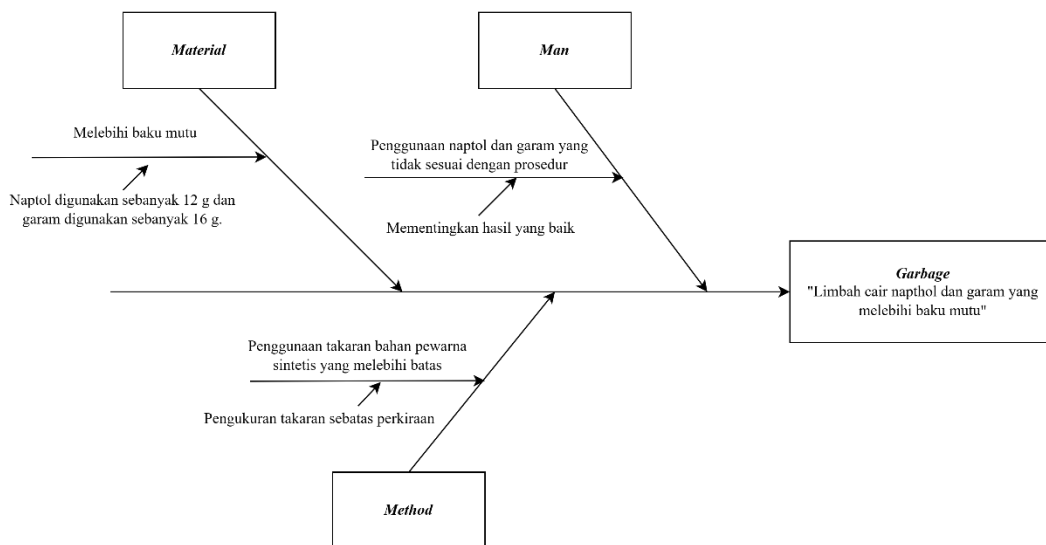 Material
Man
Melebihi baku mutu
Naptol digunakan sebanyak 12 g dan
garam digunakan sebanyak 16 g.
Penggunaan naptol dan garam yang
tidak sesuai dengan prosedur
Mementingkan hasil yang baik
Garbage
"Limbah cair napthol dan garam yang
melebihi baku mutu"
Penggunaan takaran bahan pewarna
sintetis yang melebihi batas
Pengukuran takaran sebatas perkiraan
Method